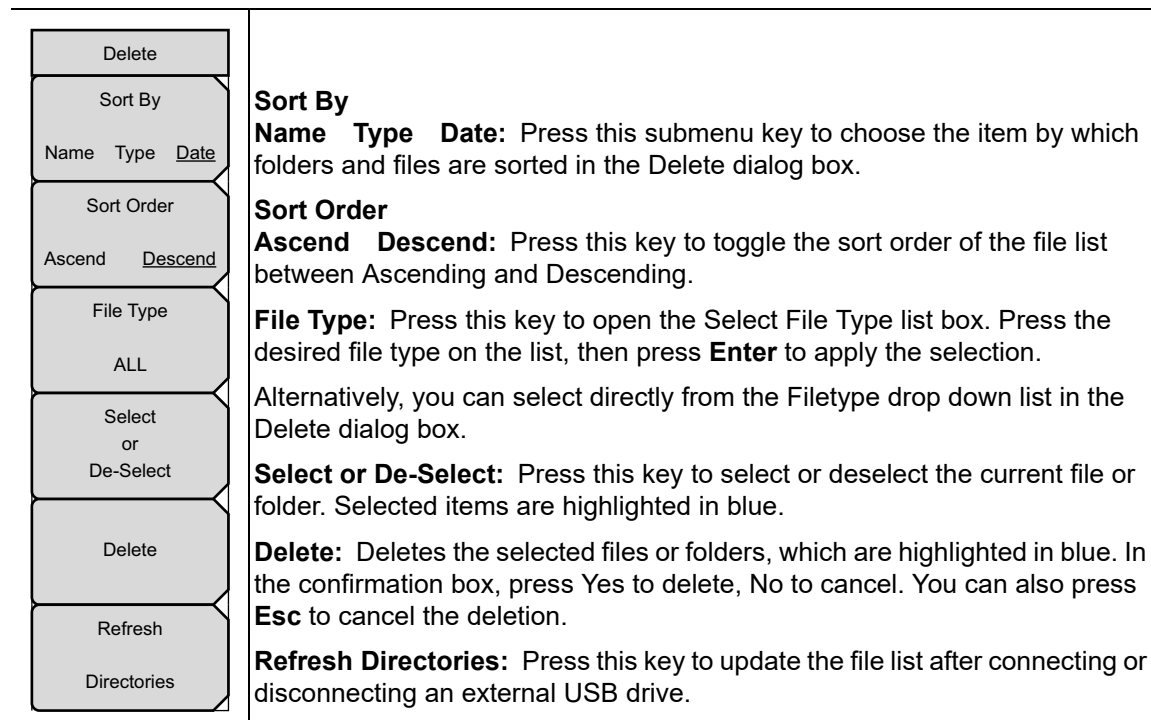 Delete
Sort By
Name Type Date
Sort Order
Ascend Descend
File Type
ALL
Select
or
De-Select
Delete
Refresh
Directories
Sort By
Name Type Date: Press this submenu key to choose the item by which
folders and files are sorted in the Delete dialog box.
Sort Order
Ascend Descend: Press this key to toggle the sort order of the file list
between Ascending and Descending.
File Type: Press this key to open the Select File Type list box. Press the
desired file type on the list, then press Enter to apply the selection.
Alternatively, you can select directly from the Filetype drop down list in the
Delete dialog box.
Select or De-Select: Press this key to select or deselect the current file or
folder. Selected items are highlighted in blue.
Delete: Deletes the selected files or folders, which are highlighted in blue. In
the confirmation box, press Yes to delete, No to cancel. You can also press
Esc to cancel the deletion.
Refresh Directories: Press this key to update the file list after connecting or
disconnecting an external USB drive.